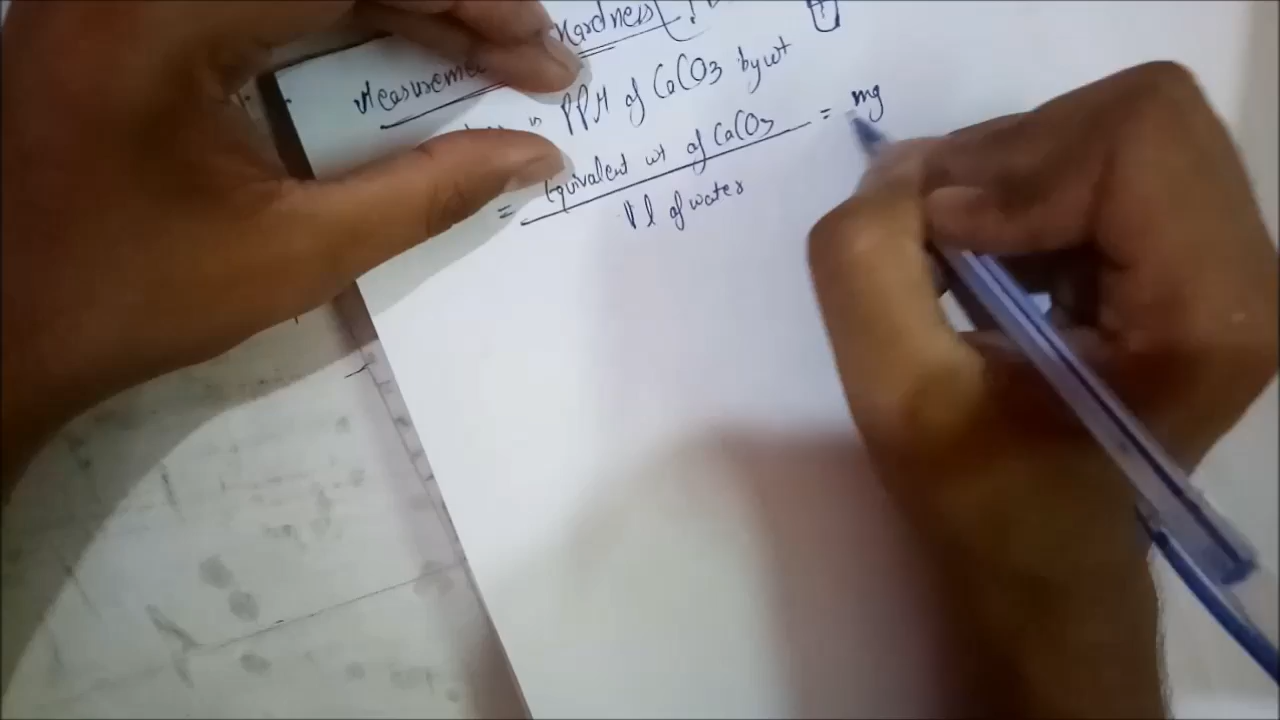 Measureme Hardness
in PPM of CaCO3 by wt
= Equivalent wt of CaCO3 = mg
1 l of water